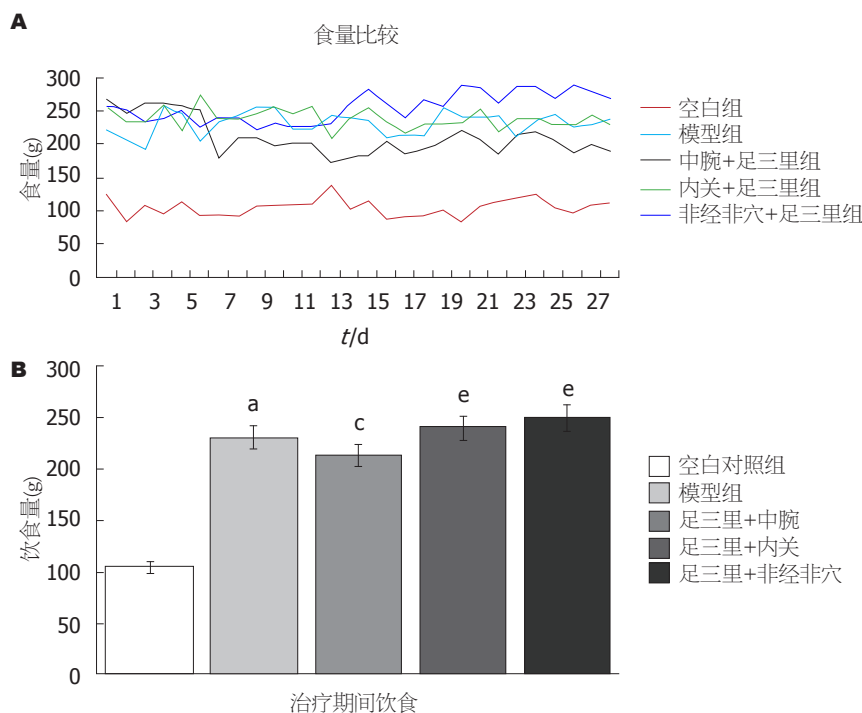 A
食量比较
300
250
200
150
100
50
0
食量(g)
1 3 5 7 9 11 13 15 17 19 21 23 25 27
t/d
空白组
模型组
中腕+足三里组
内关+足三里组
非经非穴+足三里组
B
300
250
200
150
100
50
0
饮食量(g)
a
c
e
e
治疗期间饮食
空白对照组
模型组
足三里+中腕
足三里+内关
足三里+非经非穴